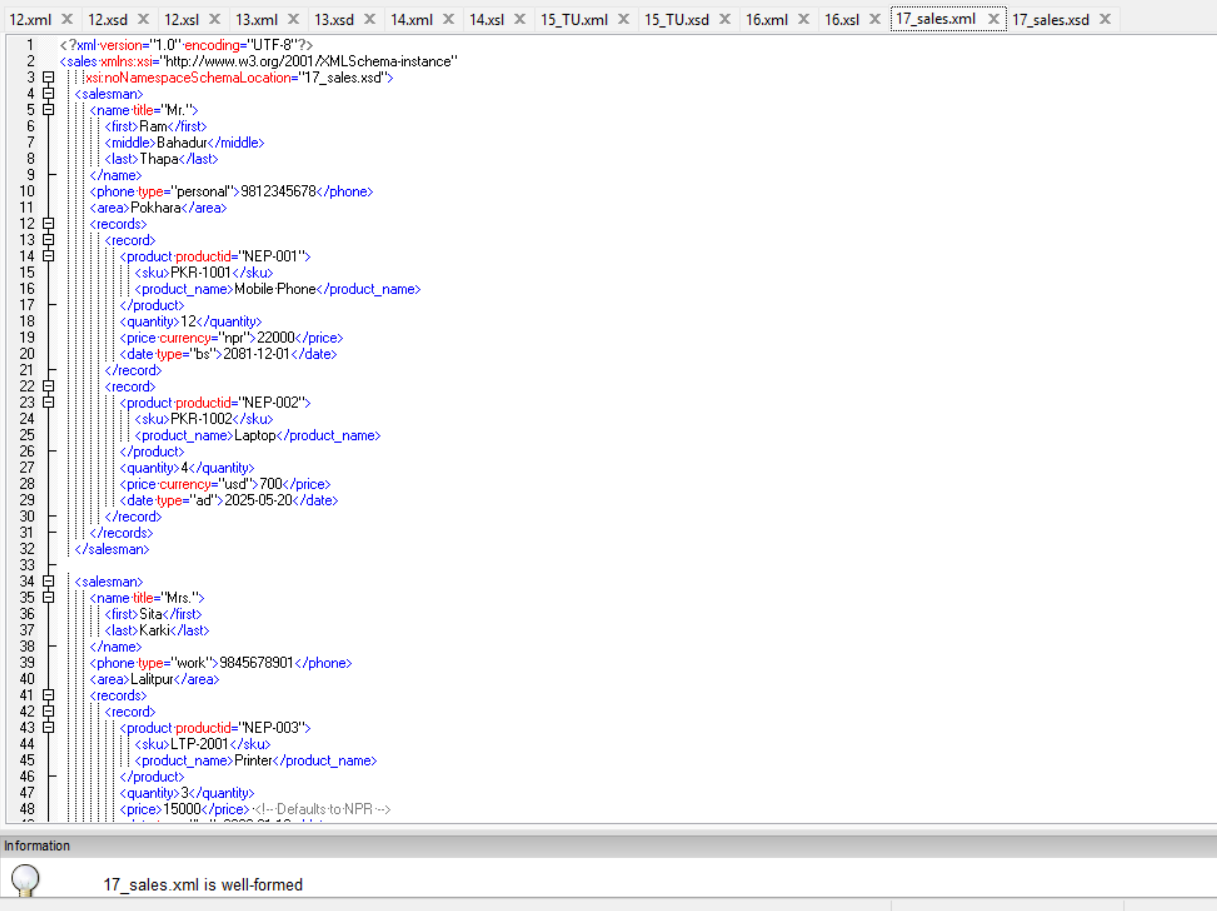 12.xml 12.xsd 12.xsl 13.xml 13.xsd 14.xml 14.xsl 15_TU.xml 15_TU.xsd 16.xml 16.xsl 17_sales.xml 17_sales.xsd
1 <?xml version="1.0" encoding="UTF-8"?>
2 <sales xmlns:xsi="http://www.w3.org/2001/XMLSchema-instance"
3 xsi:noNamespaceSchemaLocation="17_sales.xsd">
4 <salesman>
5 <name title="Mr.">
6 <first>Ram</first>
7 <middle>Bahadur</middle>
8 <last>Thapa</last>
9 </name>
10 <phone type="personal">9812345678</phone>
11 <area>Pokhara</area>
12 <records>
13 <record>
14 <product productid="NEP-001">
15 <sku>PKR-1001</sku>
16 <product_name>Mobile Phone</product_name>
17 </product>
18 <quantity>12</quantity>
19 <price currency="npr">22000</price>
20 <date type="bs">2081-12-01</date>
21 </record>
22 <record>
23 <product productid="NEP-002">
24 <sku>PKR-1002</sku>
25 <product_name>Laptop</product_name>
26 </product>
27 <quantity>4</quantity>
28 <price currency="usd">700</price>
29 <date type="ad">2025-05-20</date>
30 </record>
31 </records>
32 </salesman>
33
34 <salesman>
35 <name title="Mrs.">
36 <first>Sita</first>
37 <last>Karki</last>
38 </name>
39 <phone type="work">9845678901</phone>
40 <area>Lalitpur</area>
41 <records>
42 <record>
43 <product productid="NEP-003">
44 <sku>LTP-2001</sku>
45 <product_name>Printer</product_name>
46 </product>
47 <quantity>3</quantity>
48 <price>15000</price> <!-- Defaults to NPR -->
Information
17_sales.xml is well-formed